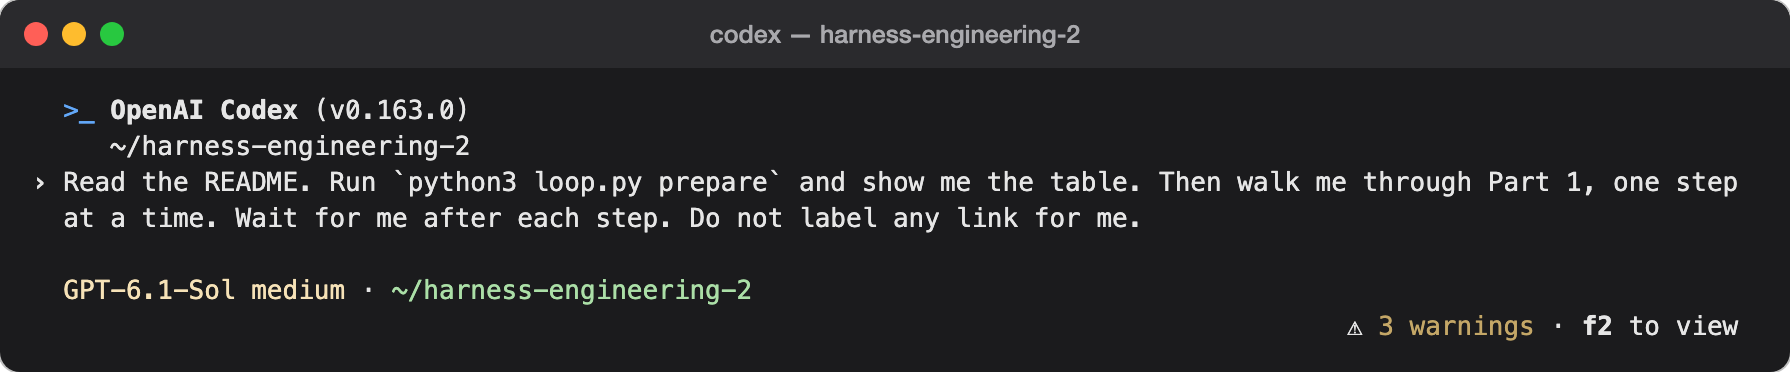 codex — harness-engineering-2
>_ OpenAI Codex (v0.163.0)
~/harness-engineering-2
› Read the README. Run `python3 loop.py prepare` and show me the table. Then walk me through Part 1, one step
at a time. Wait for me after each step. Do not label any link for me.
GPT-6.1-Sol medium · ~/harness-engineering-2
⚠ 3 warnings · f2 to view